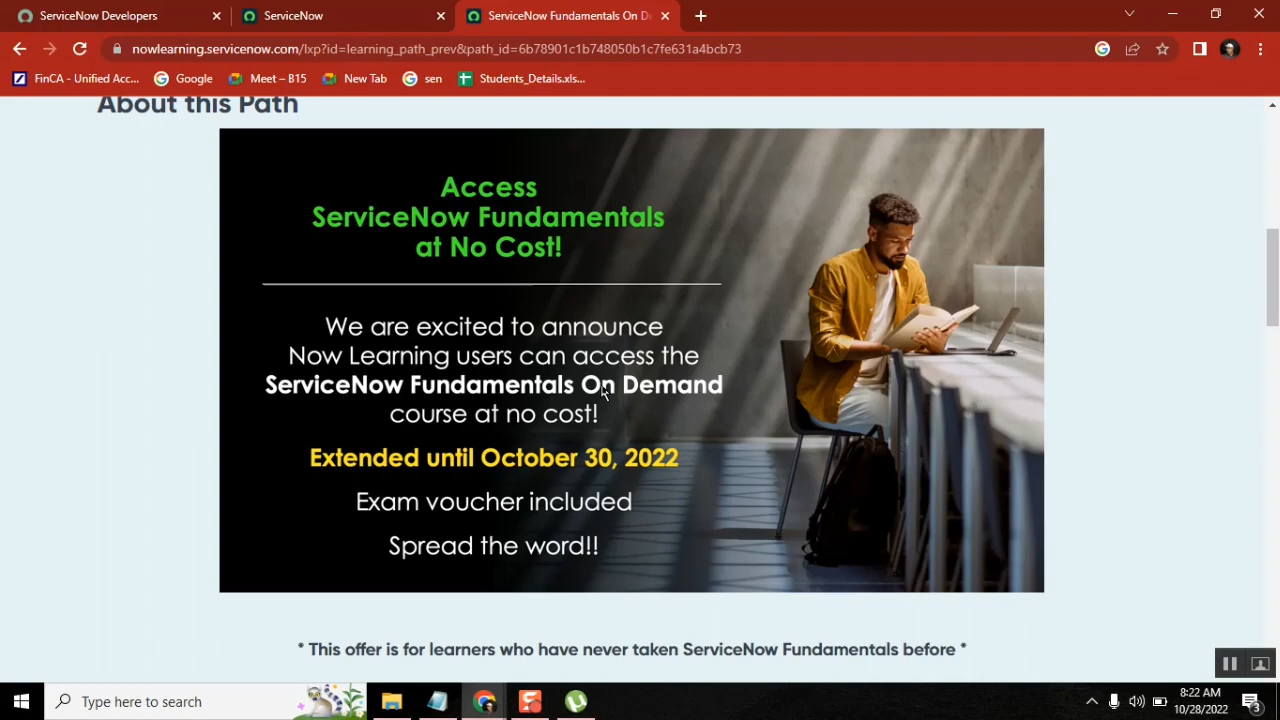 ServiceNow Developers
ServiceNow
ServiceNow Fundamentals On D
nowlearning.servicenow.com/lxp?id=learning_path_prev&path_id=6b78901c1b748050b1c7fe631a4bcb73
FinCA - Unified Acc...
Google
Meet – B15
New Tab
sen
Students_Details.xls...
About this Path
Access
ServiceNow Fundamentals
at No Cost!
We are excited to announce
Now Learning users can access the
ServiceNow Fundamentals On Demand
course at no cost!
Extended until October 30, 2022
Exam voucher included
Spread the word!!
* This offer is for learners who have never taken ServiceNow Fundamentals before *
Type here to search
8:22 AM
10/28/2022
3